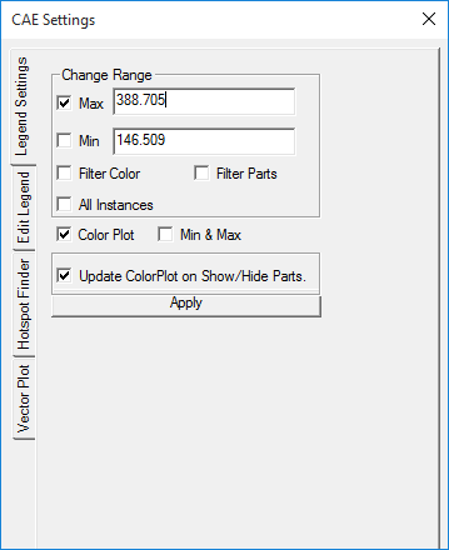 CAE Settings
Legend Settings
Edit Legend
Hotspot Finder
Vector Plot
Change Range
Max 388.705
Min 146.509
Filter Color Filter Parts
All Instances
Color Plot Min & Max
Update ColorPlot on Show/Hide Parts.
Apply